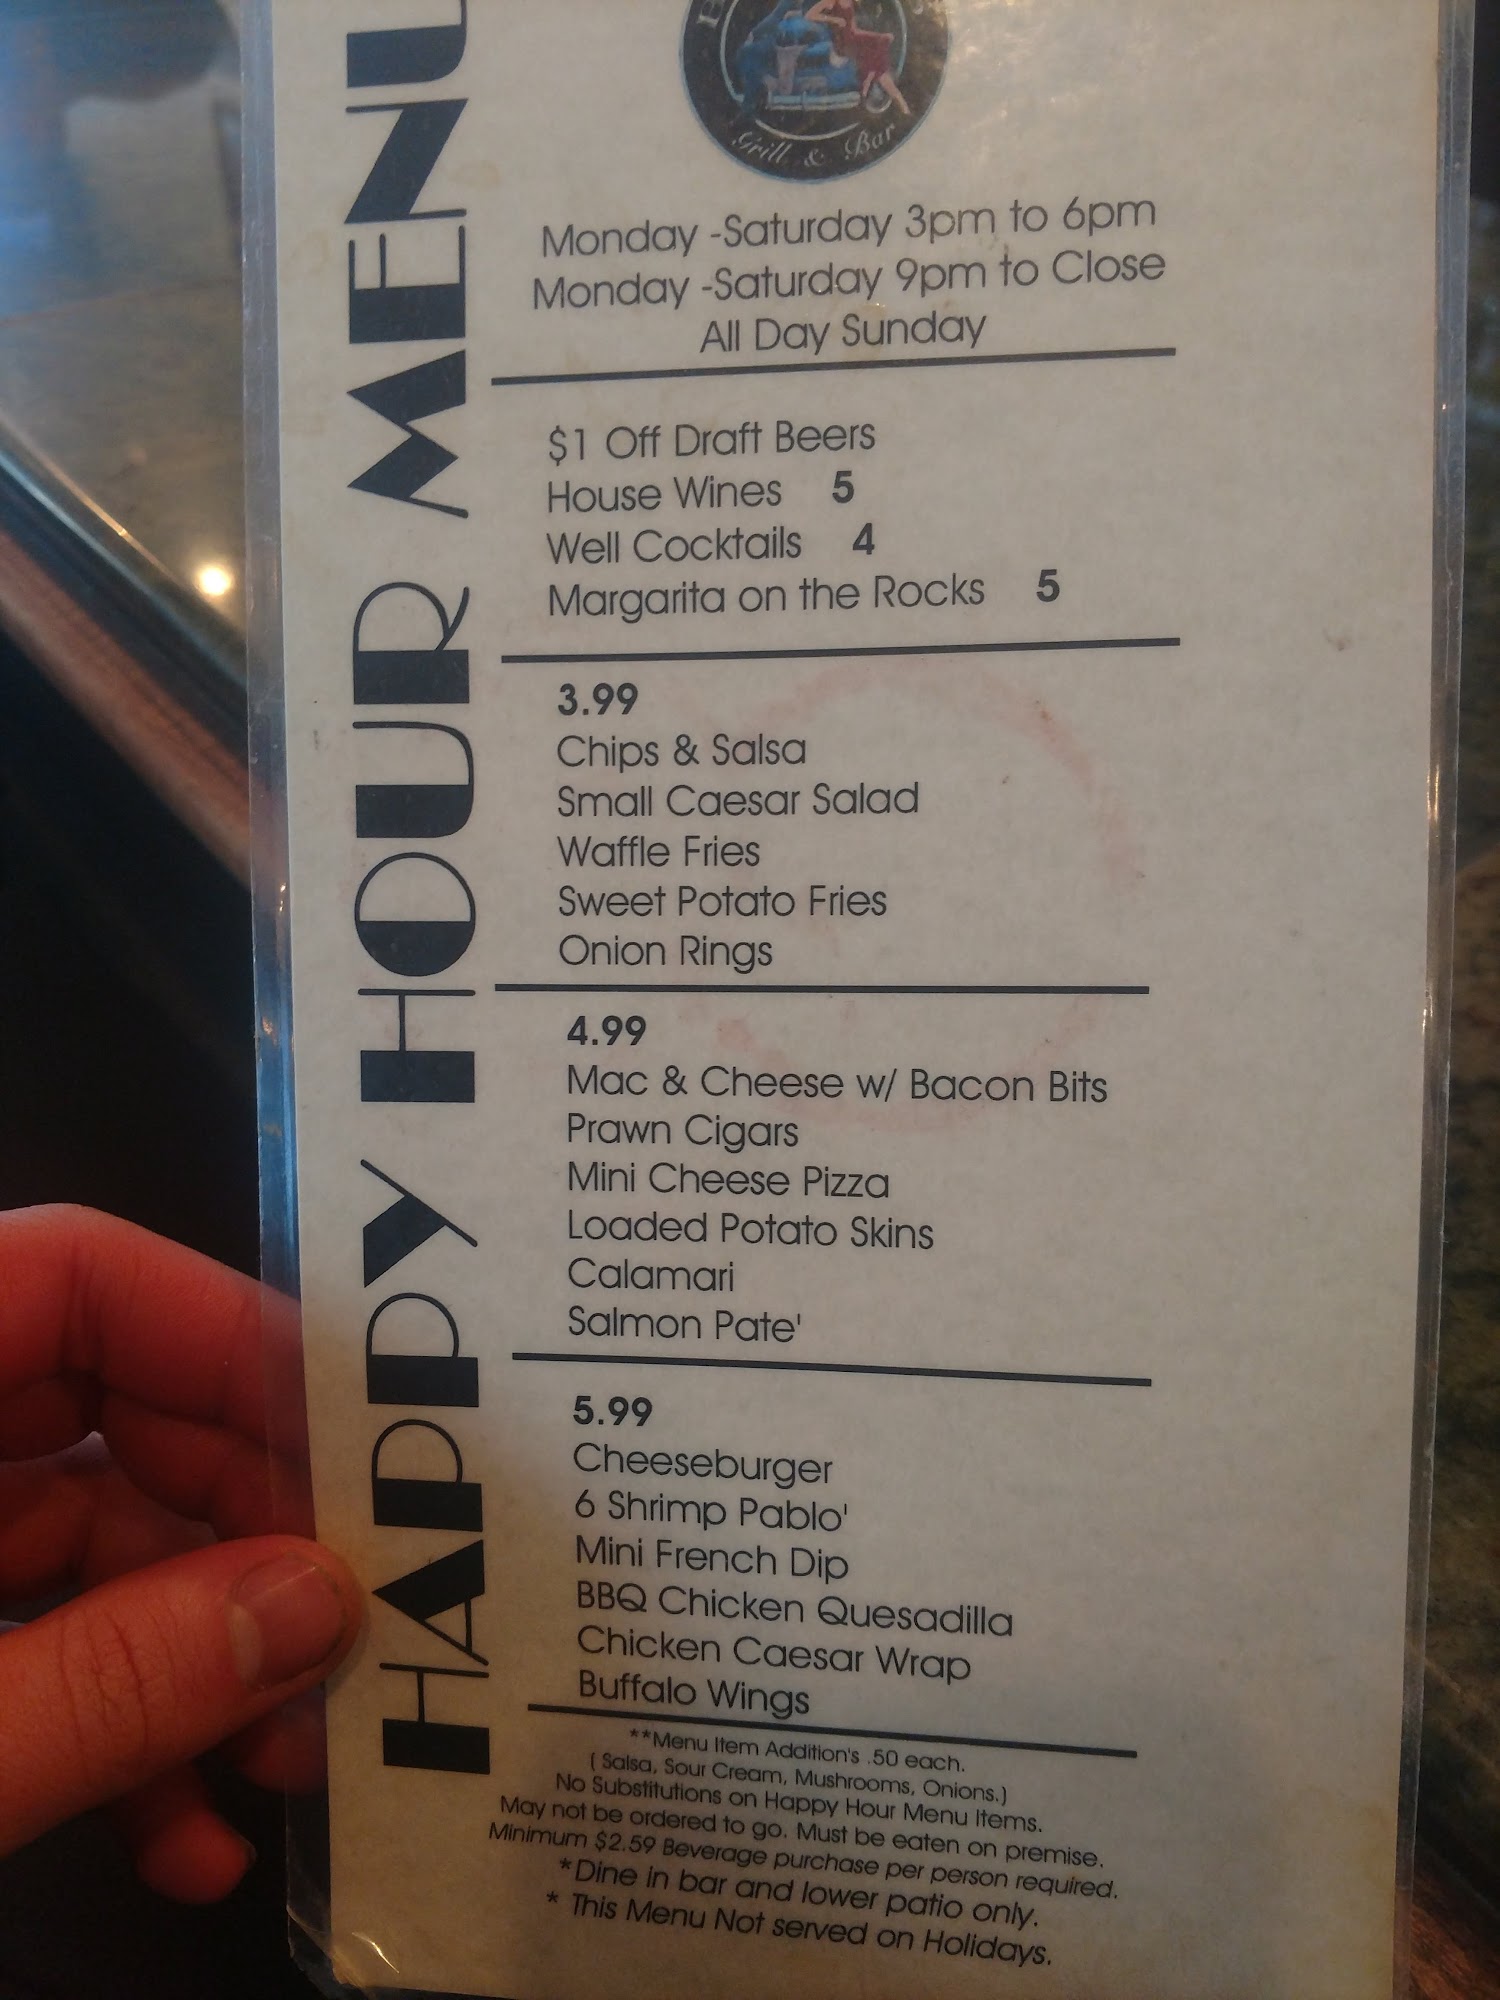 Grill & Bar
HAPPY HOUR MENU
Monday -Saturday 3pm to 6pm
Monday -Saturday 9pm to Close
All Day Sunday
$1 Off Draft Beers
House Wines 5
Well Cocktails 4
Margarita on the Rocks 5
3.99
Chips & Salsa
Small Caesar Salad
Waffle Fries
Sweet Potato Fries
Onion Rings
4.99
Mac & Cheese w/ Bacon Bits
Prawn Cigars
Mini Cheese Pizza
Loaded Potato Skins
Calamari
Salmon Pate'
5.99
Cheeseburger
6 Shrimp Pablo'
Mini French Dip
BBQ Chicken Quesadilla
Chicken Caesar Wrap
Buffalo Wings
**Menu Item Addition's .50 each.
( Salsa, Sour Cream, Mushrooms, Onions.)
No Substitutions on Happy Hour Menu Items.
May not be ordered to go. Must be eaten on premise.
Minimum $2.59 Beverage purchase per person required.
*Dine in bar and lower patio only.
* This Menu Not served on Holidays.